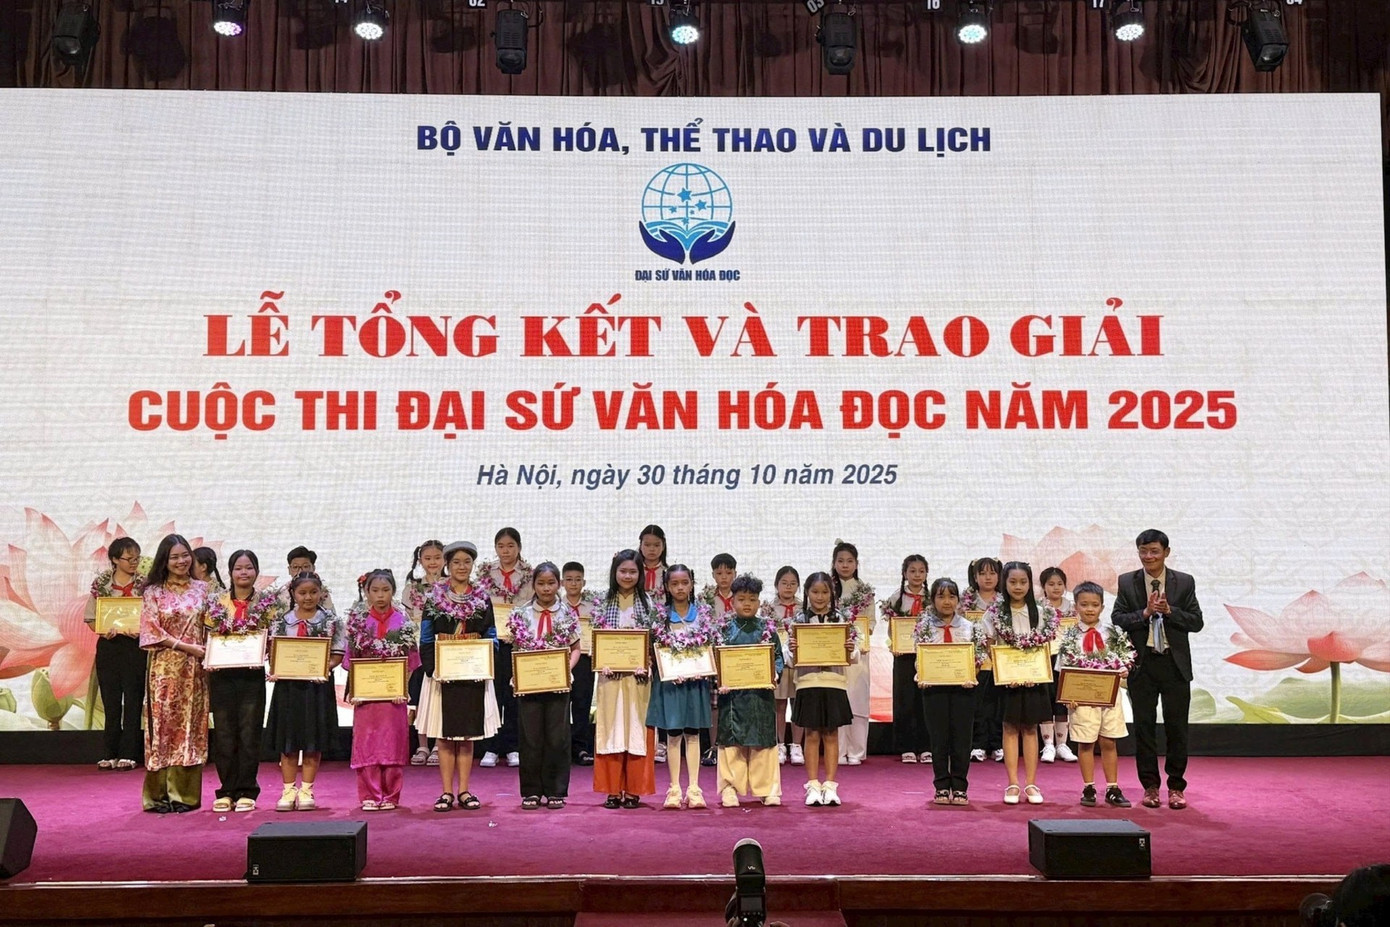 BỘ VĂN HÓA, THỂ THAO VÀ DU LỊCH
ĐẠI SỨ VĂN HÓA ĐỌC
LỄ TỔNG KẾT VÀ TRAO GIẢI
CUỘC THI ĐẠI SỨ VĂN HÓA ĐỌC NĂM 2025
Hà Nội, ngày 30 tháng 10 năm 2025